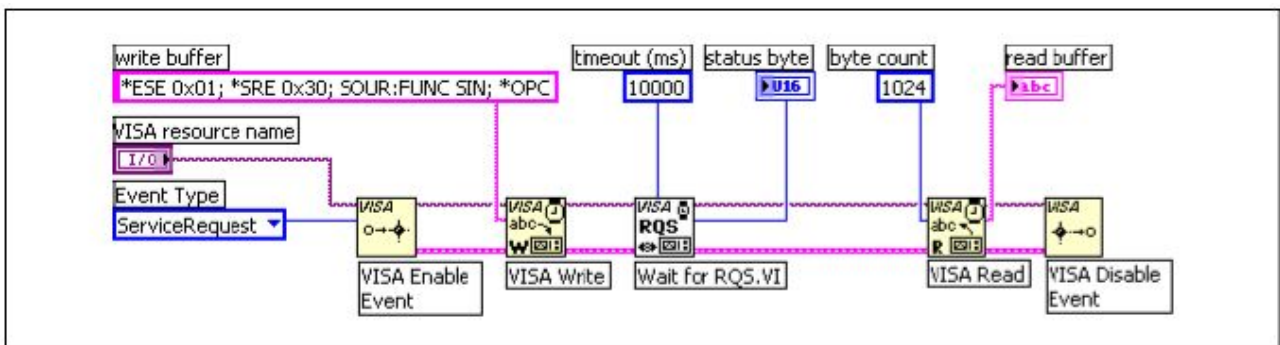 write buffer
timeout (ms)
status byte
byte count
read buffer
*ESE 0x01; *SRE 0x30; SOUR:FUNC SIN; *OPC
10000
U16
1024
abc
VISA resource name
I/O
Event Type
ServiceRequest
VISA
VISA
abc
W
VISA
RQS
VISA
abc
R
VISA
VISA Enable
Event
VISA Write
Wait for RQS.VI
VISA Read
VISA Disable
Event